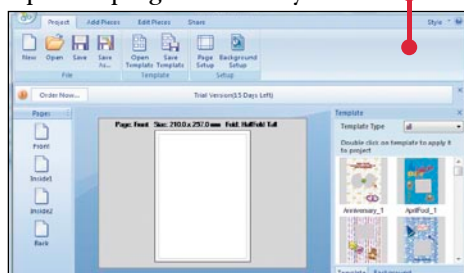 Project Add Pieces Edit Pieces Share Style
New Open Save Save As... Open Template Save Template Page Setup Background Setup
File Template Setup
Order Now... Trial Version(15 Days Left)
Pages
Front
Inside1
Inside2
Back
Page: Front Size: 210.0 x 297.0 mm Fold: HalfFold Tall
Template
Template Type all
Double click on template to apply it to project
Anniversary_1 AprilFool_1
Template Background